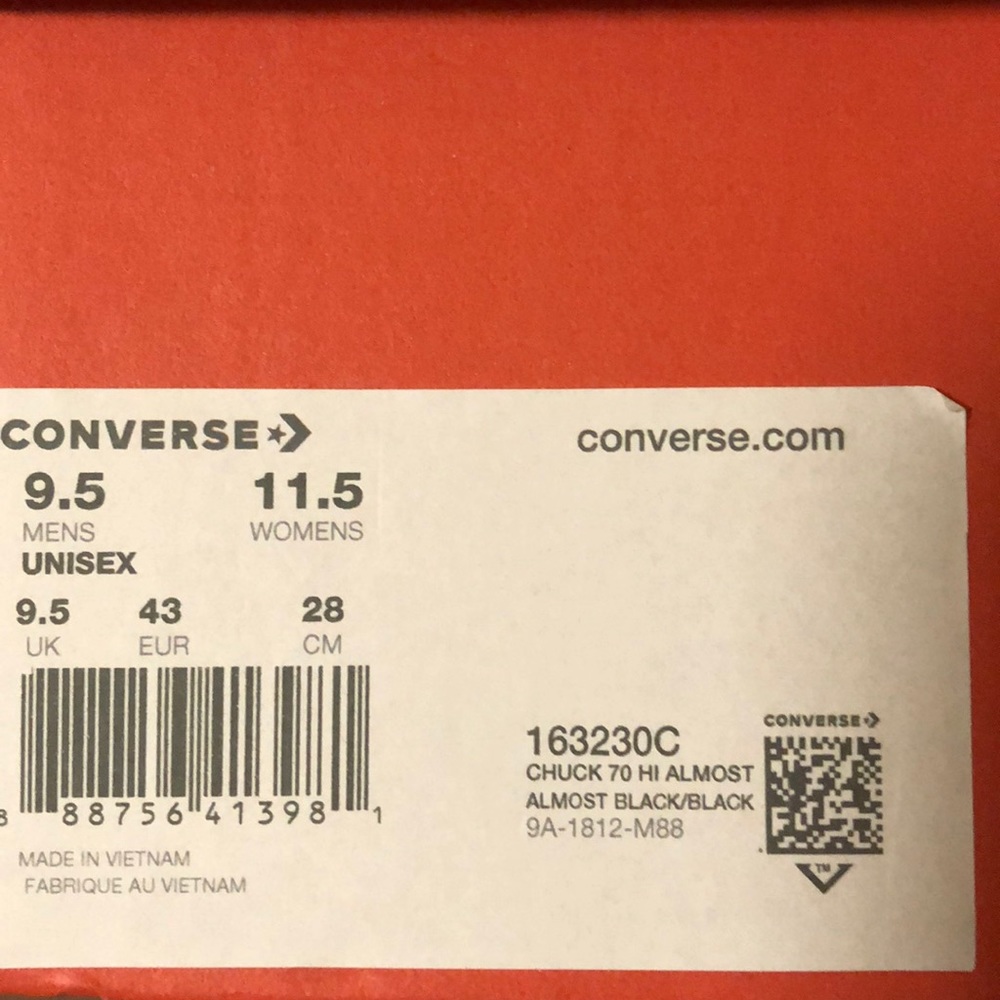 CONVERSE
converse.com
9.5 11.5
MENS WOMENS
UNISEX
9.5 43 28
UK EUR CM
8 88756 41398 1
MADE IN VIETNAM
FABRIQUE AU VIETNAM
163230C
CHUCK 70 HI ALMOST
ALMOST BLACK/BLACK
9A-1812-M88
CONVERSE
TM